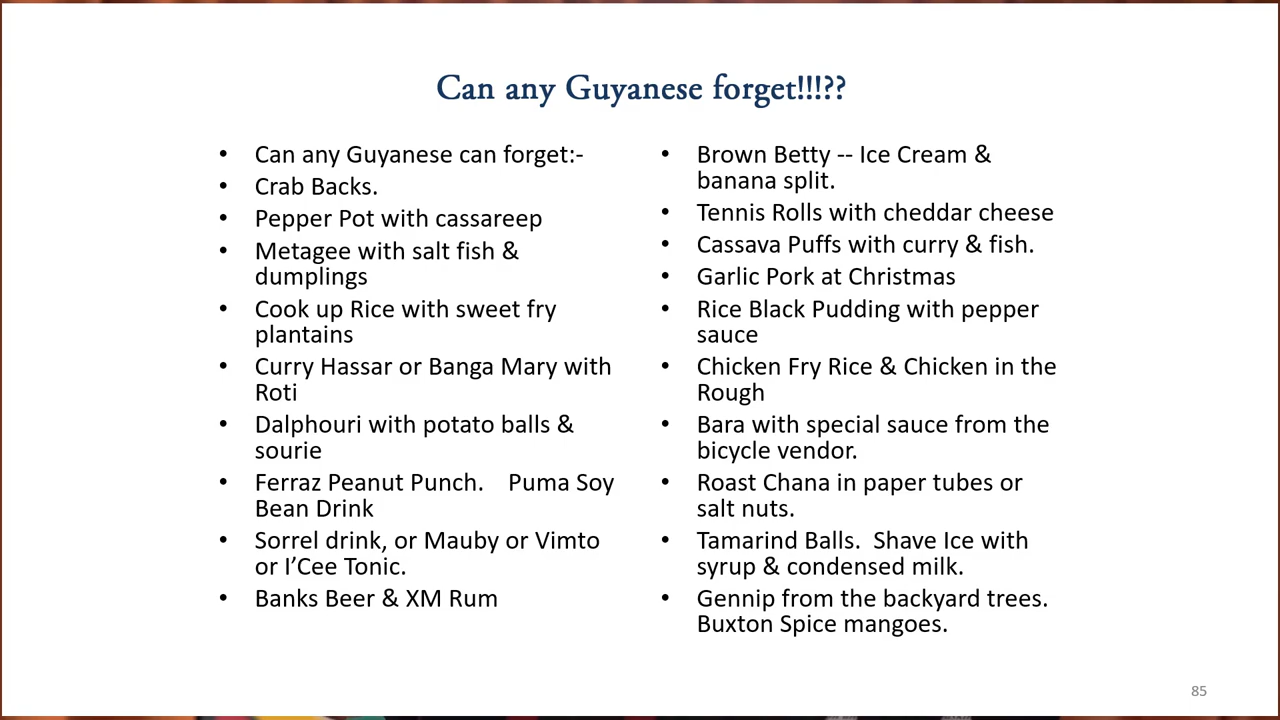 Can any Guyanese forget!!!??
• Can any Guyanese can forget:-
• Crab Backs.
• Pepper Pot with cassareep
• Metagee with salt fish &
dumplings
• Cook up Rice with sweet fry
plantains
• Curry Hassar or Banga Mary with
Roti
• Dalphouri with potato balls &
sourie
• Ferraz Peanut Punch.    Puma Soy
Bean Drink
• Sorrel drink, or Mauby or Vimto
or I’Cee Tonic.
• Banks Beer & XM Rum
• Brown Betty -- Ice Cream &
banana split.
• Tennis Rolls with cheddar cheese
• Cassava Puffs with curry & fish.
• Garlic Pork at Christmas
• Rice Black Pudding with pepper
sauce
• Chicken Fry Rice & Chicken in the
Rough
• Bara with special sauce from the
bicycle vendor.
• Roast Chana in paper tubes or
salt nuts.
• Tamarind Balls.  Shave Ice with
syrup & condensed milk.
• Gennip from the backyard trees.
Buxton Spice mangoes.
85